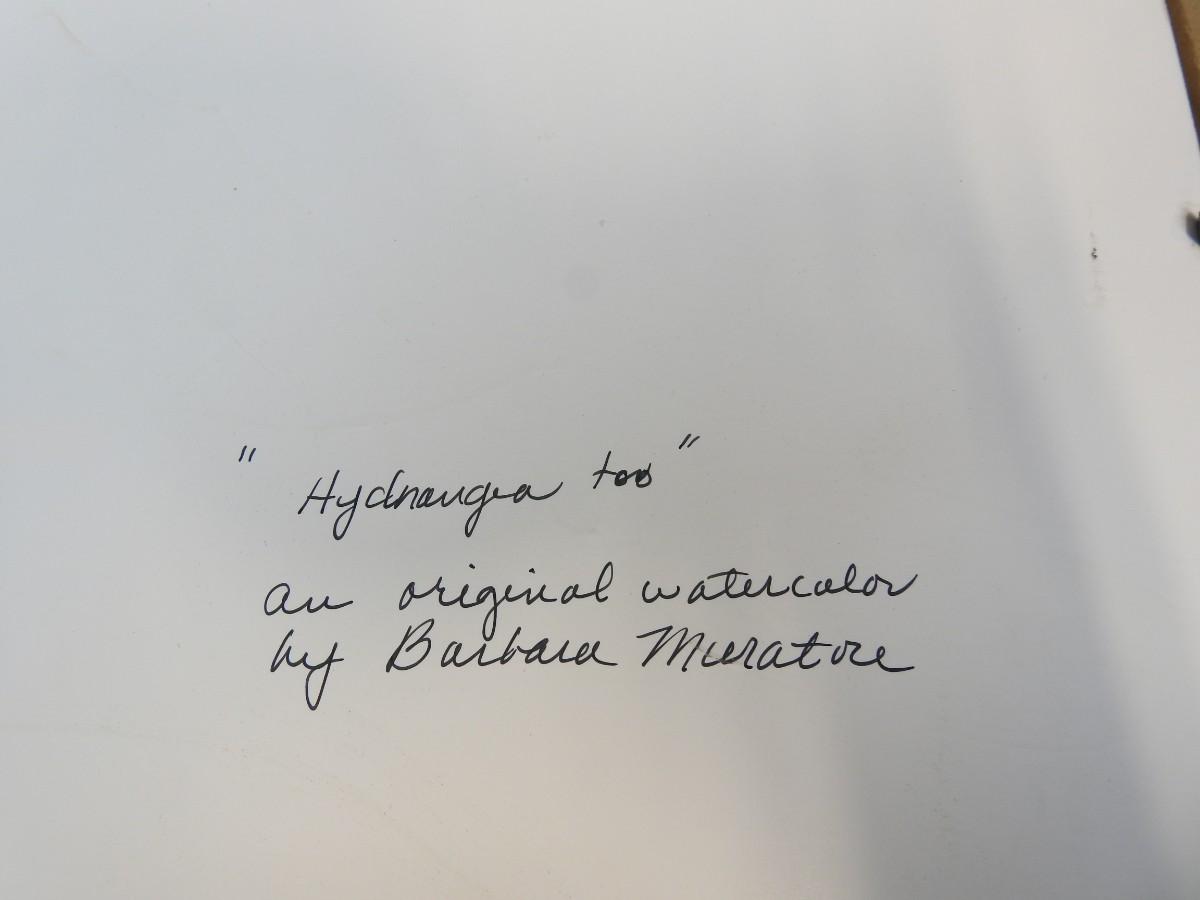 "Hydrangea too"
an original watercolor
by Barbara Muratore